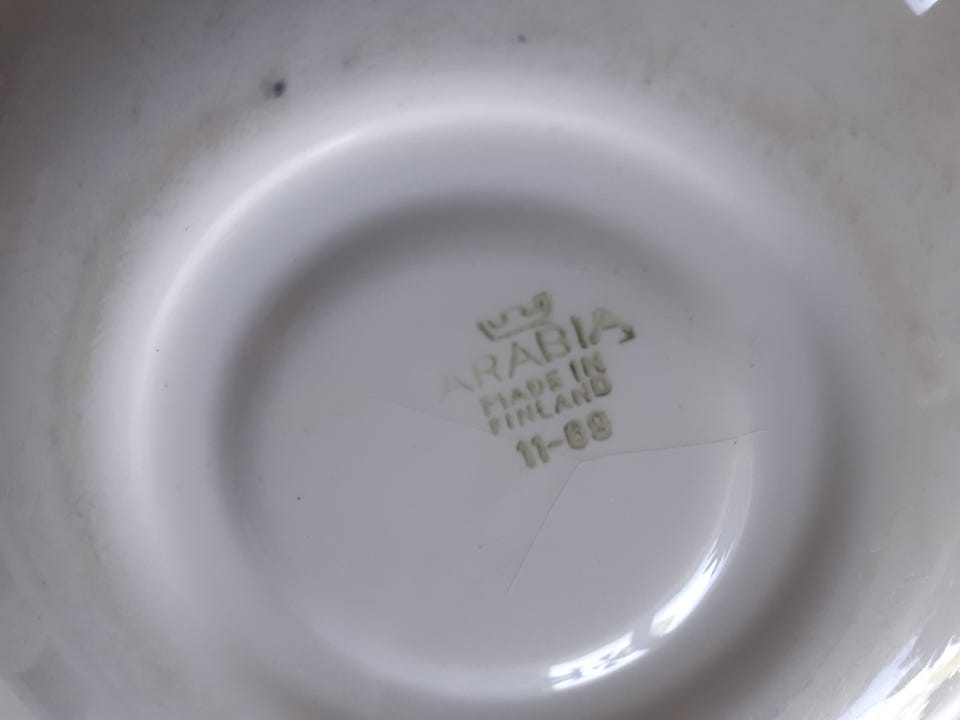 ARABIA
MADE IN
FINLAND
11-69